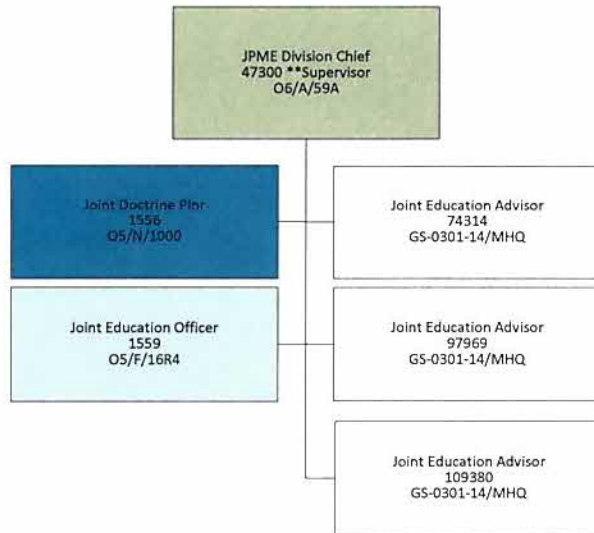 JPME Division Chief
47300 **Supervisor
O6/A/59A
Joint Doctrine Plnr
1556
O5/N/1000
Joint Education Advisor
74314
GS-0301-14/MHQ
Joint Education Officer
1559
O5/F/16R4
Joint Education Advisor
97969
GS-0301-14/MHQ
Joint Education Advisor
109380
GS-0301-14/MHQ